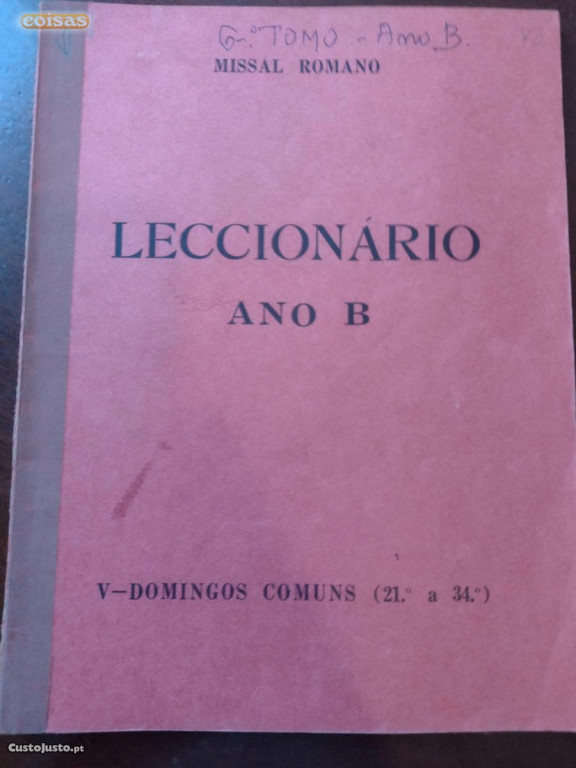 coisas
6.º TOMO - Ano B.
MISSAL ROMANO
LECCIONÁRIO
ANO B
V—DOMINGOS COMUNS (21.º a 34.º)
CustoJusto.pt